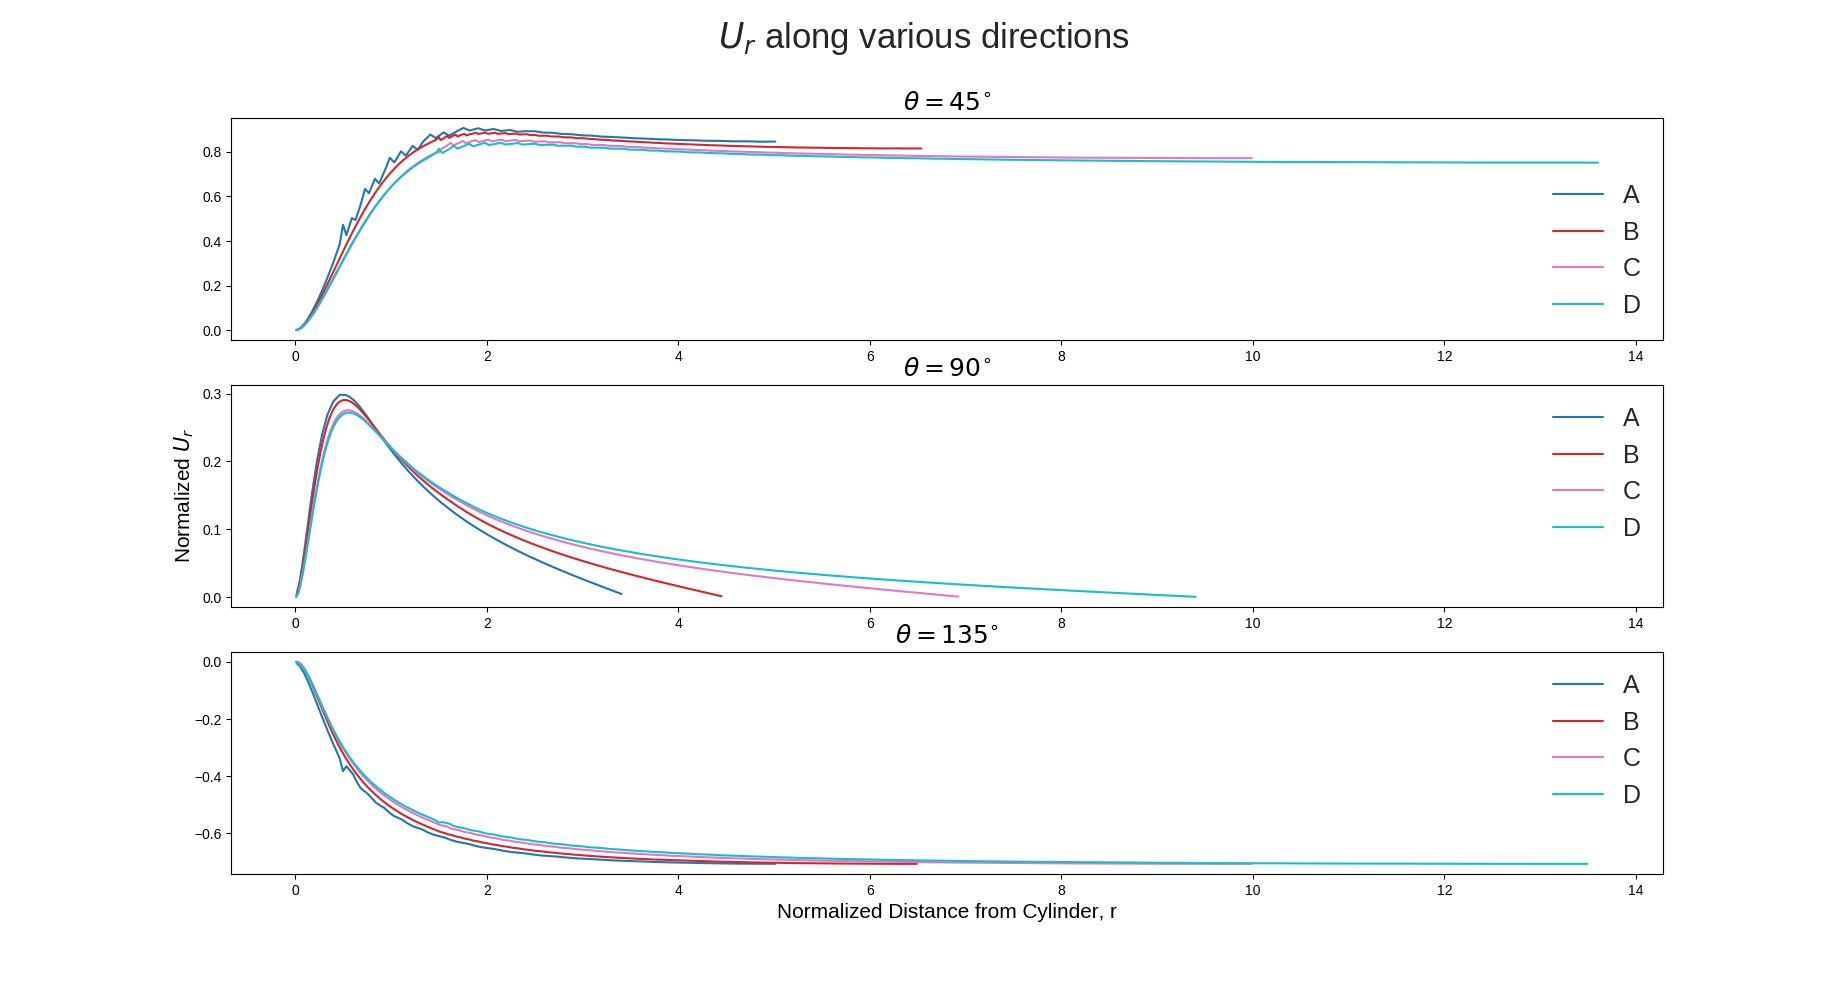 U_r along various directions
θ = 45°
0.8
0.6
0.4
0.2
0.0
A
B
C
D
0 2 4 6 8 10 12 14
θ = 90°
Normalized U_r
0.3
0.2
0.1
0.0
A
B
C
D
0 2 4 6 8 10 12 14
θ = 135°
0.0
−0.2
−0.4
−0.6
A
B
C
D
0 2 4 6 8 10 12 14
Normalized Distance from Cylinder, r